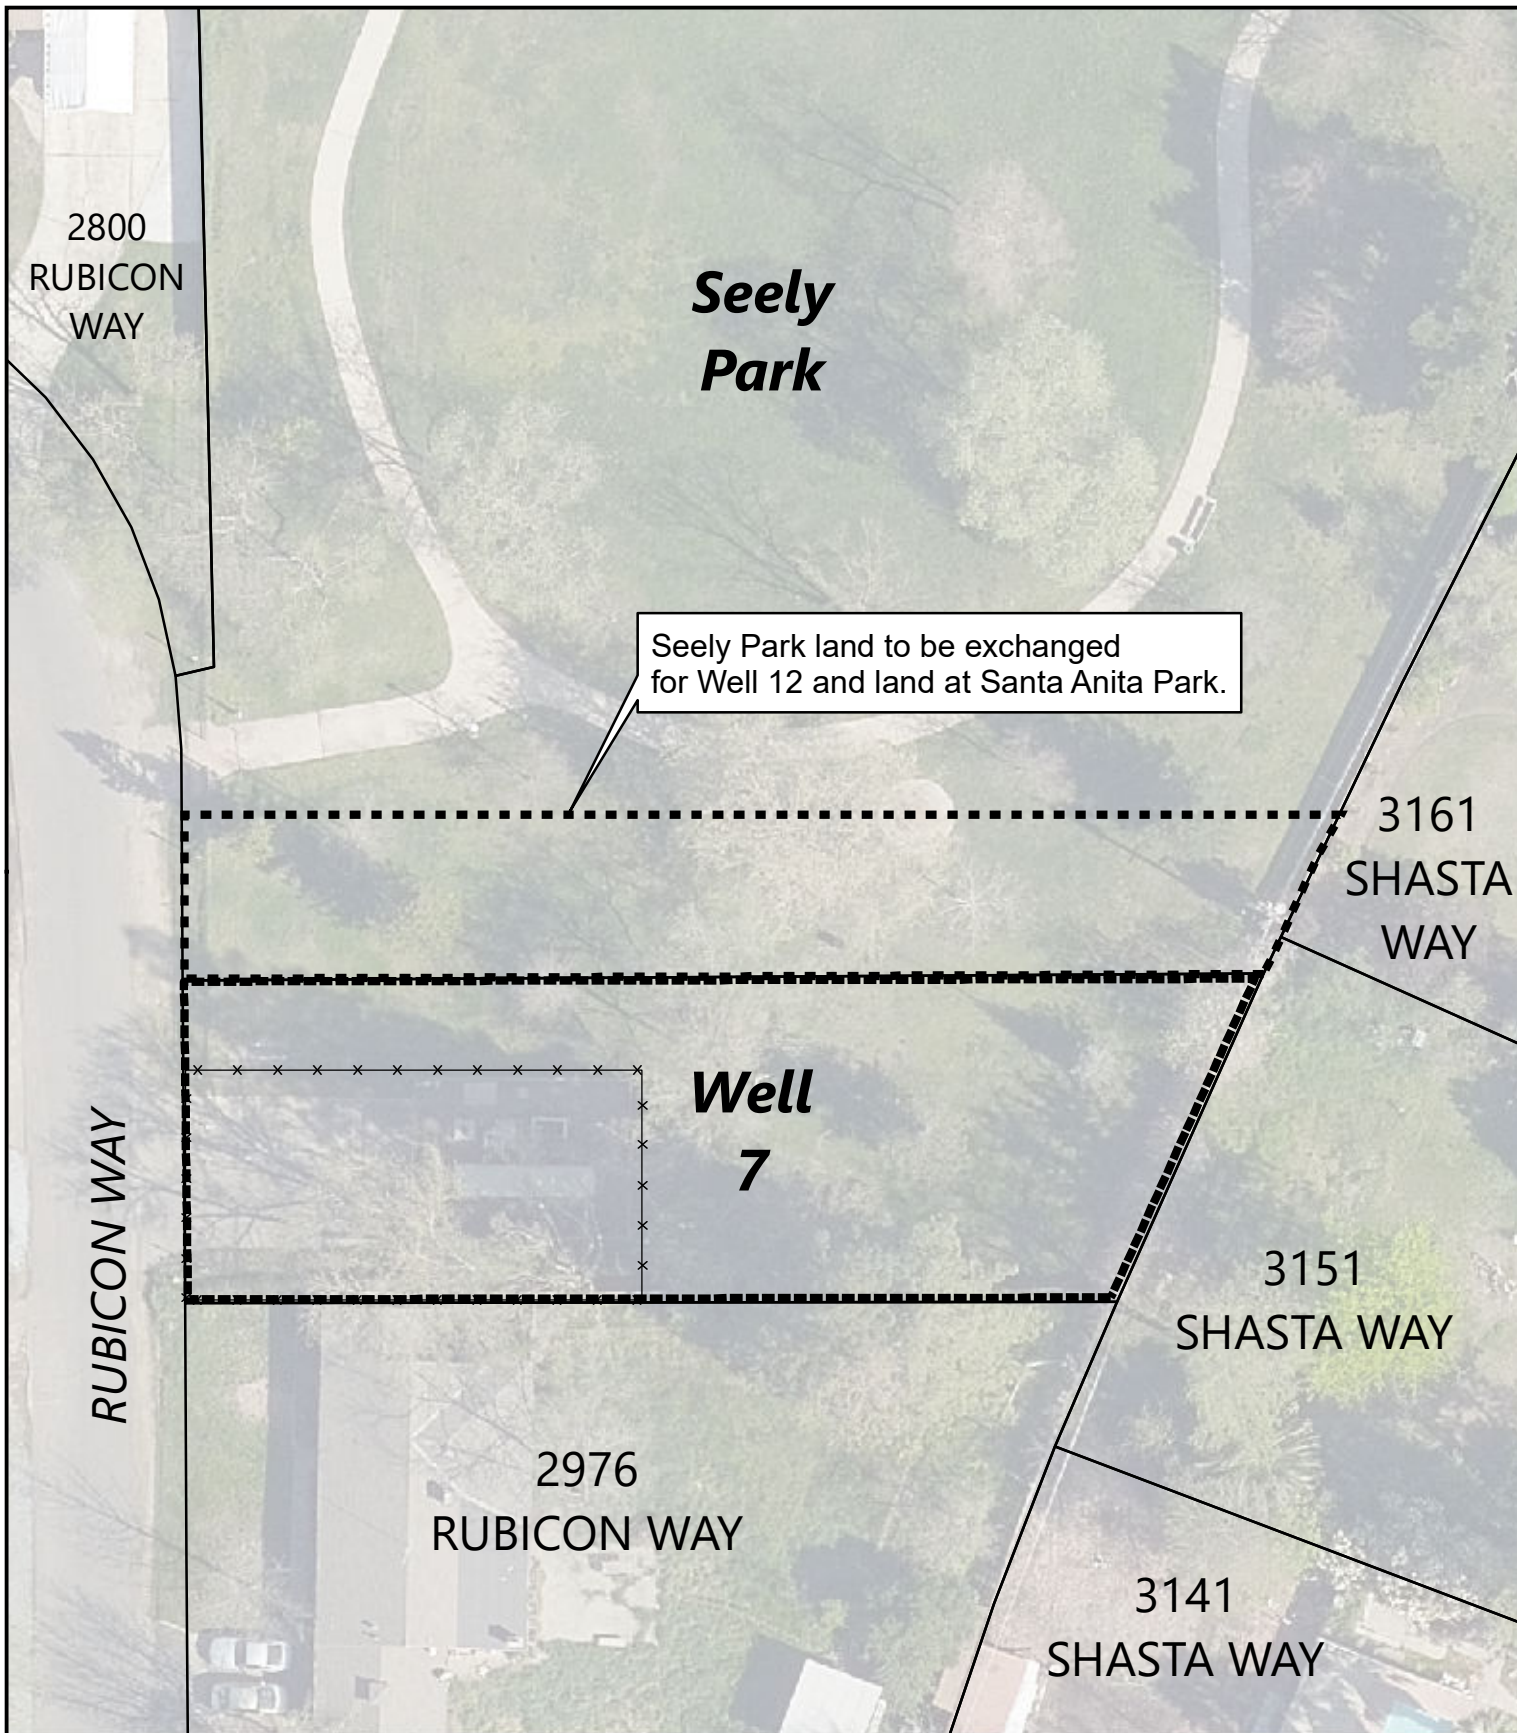 2800
RUBICON
WAY
Seely
Park
Seely Park land to be exchanged
for Well 12 and land at Santa Anita Park.
3161
SHASTA
WAY
Well
7
RUBICON WAY
3151
SHASTA WAY
2976
RUBICON WAY
3141
SHASTA WAY